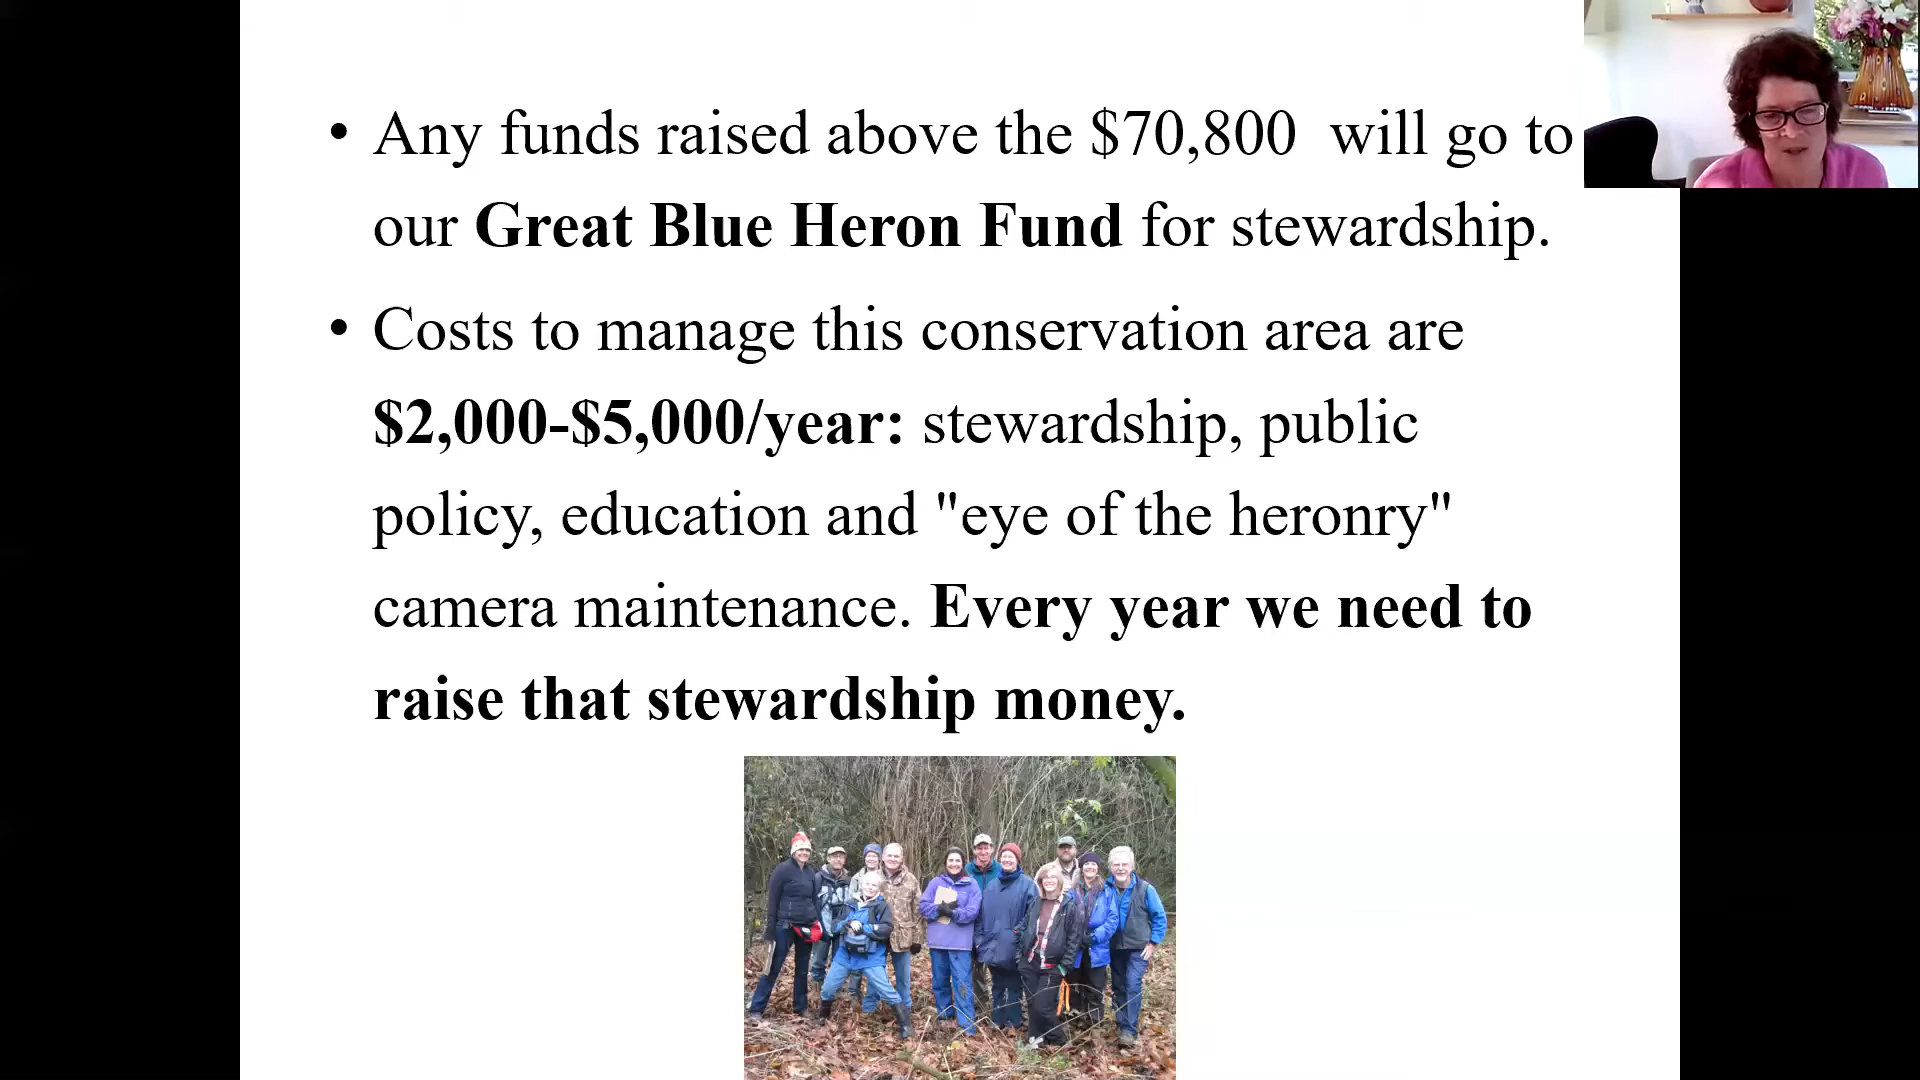 • Any funds raised above the $70,800 will go to
our Great Blue Heron Fund for stewardship.
• Costs to manage this conservation area are
$2,000-$5,000/year: stewardship, public
policy, education and "eye of the heronry"
camera maintenance. Every year we need to
raise that stewardship money.